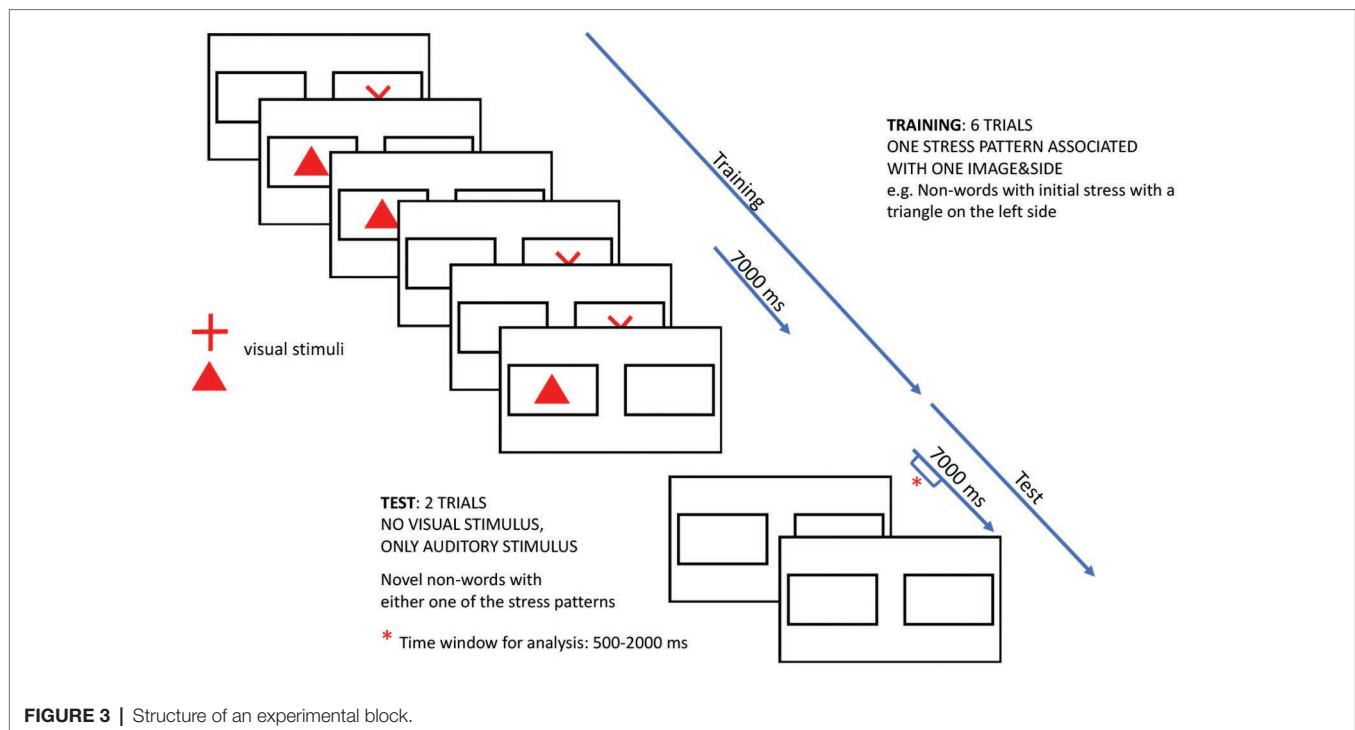 TRAINING: 6 TRIALS
ONE STRESS PATTERN ASSOCIATED
WITH ONE IMAGE&SIDE
e.g. Non-words with initial stress with a
triangle on the left side
Training
7000 ms
visual stimuli
7000 ms
*
Test
TEST: 2 TRIALS
NO VISUAL STIMULUS,
ONLY AUDITORY STIMULUS
Novel non-words with
either one of the stress patterns
* Time window for analysis: 500-2000 ms
FIGURE 3 | Structure of an experimental block.